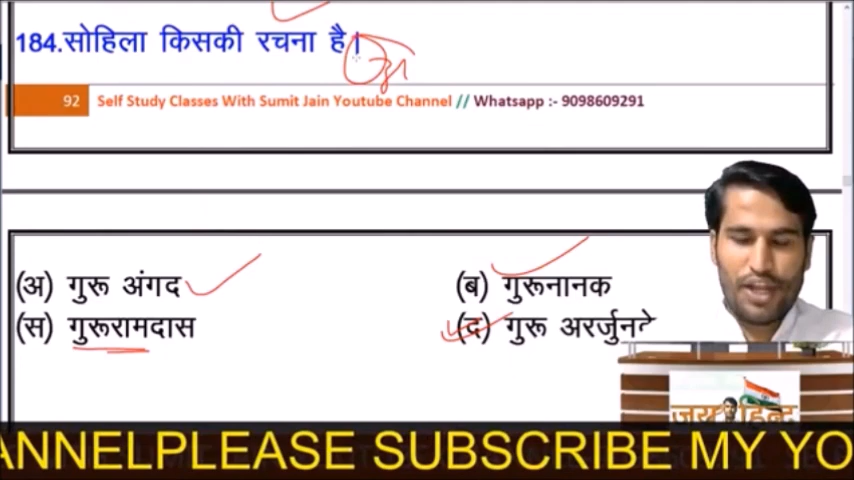 184.सोहिला किसकी रचना है।
92 Self Study Classes With Sumit Jain Youtube Channel // Whatsapp :- 9098609291
(अ) गुरू अंगद
(ब) गुरूनानक
(स) गुरूरामदास
(द) गुरू अरर्जुनदे
जय हिन्द
ANNELPLEASE SUBSCRIBE MY YO